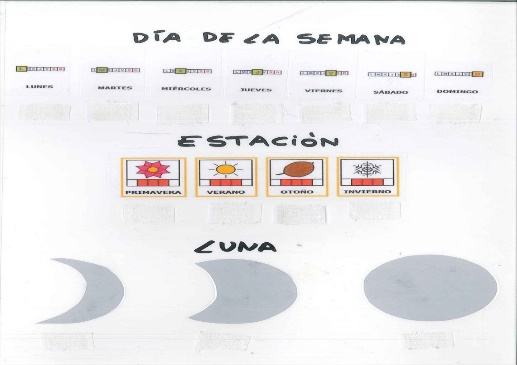 DÍA DE LA SEMANA
LUNES MARTES MIÉRCOLES JUEVES VIERNES SÁBADO DOMINGO
ESTACIÓN
PRIMAVERA VERANO OTOÑO INVIERNO
LUNA